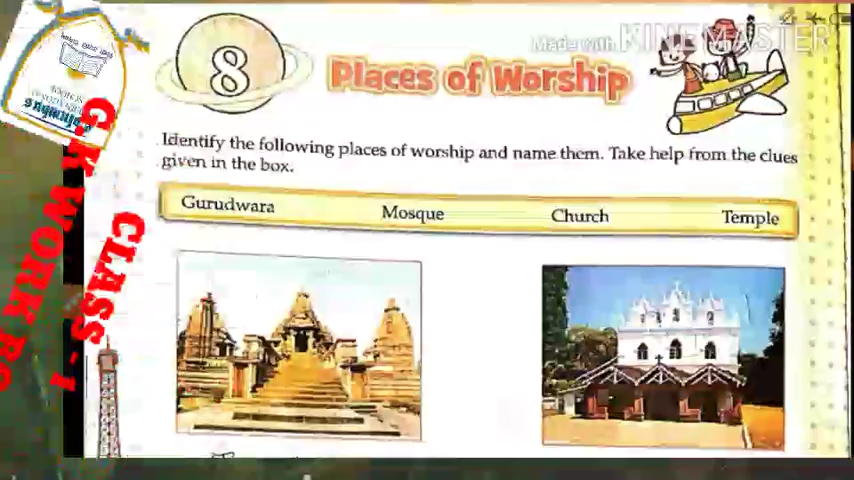 Made with KINEMASTER
8
Places of Worship
Identify the following places of worship and name them. Take help from the clues
given in the box.
Gurudwara Mosque Church Temple
CLASS - 1